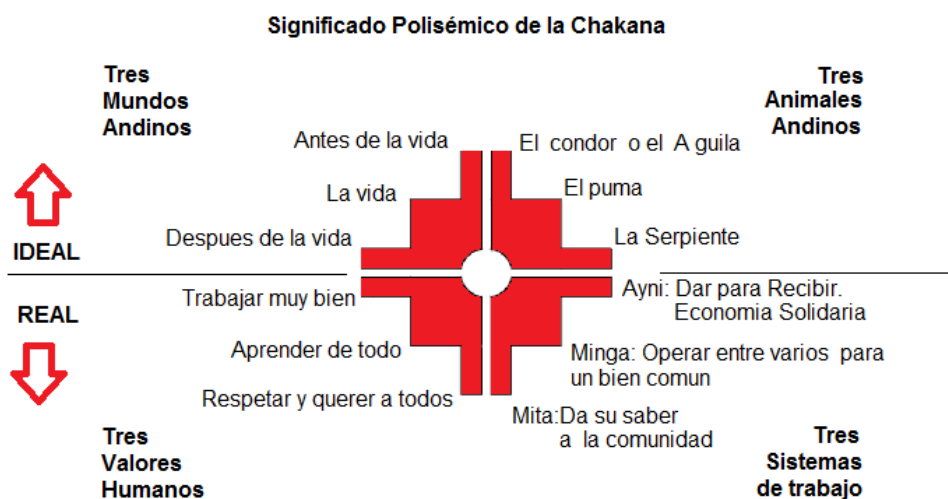 Significado Polisémico de la Chakana
Tres
Mundos
Andinos
Tres
Animales
Andinos
Antes de la vida
La vida
Despues de la vida
El condor o el A guila
El puma
La Serpiente
IDEAL
REAL
Trabajar muy bien
Aprender de todo
Respetar y querer a todos
Ayni: Dar para Recibir.
Economia Solidaria
Minga: Operar entre varios para
un bien comun
Mita:Da su saber
a la comunidad
Tres
Valores
Humanos
Tres
Sistemas
de trabajo